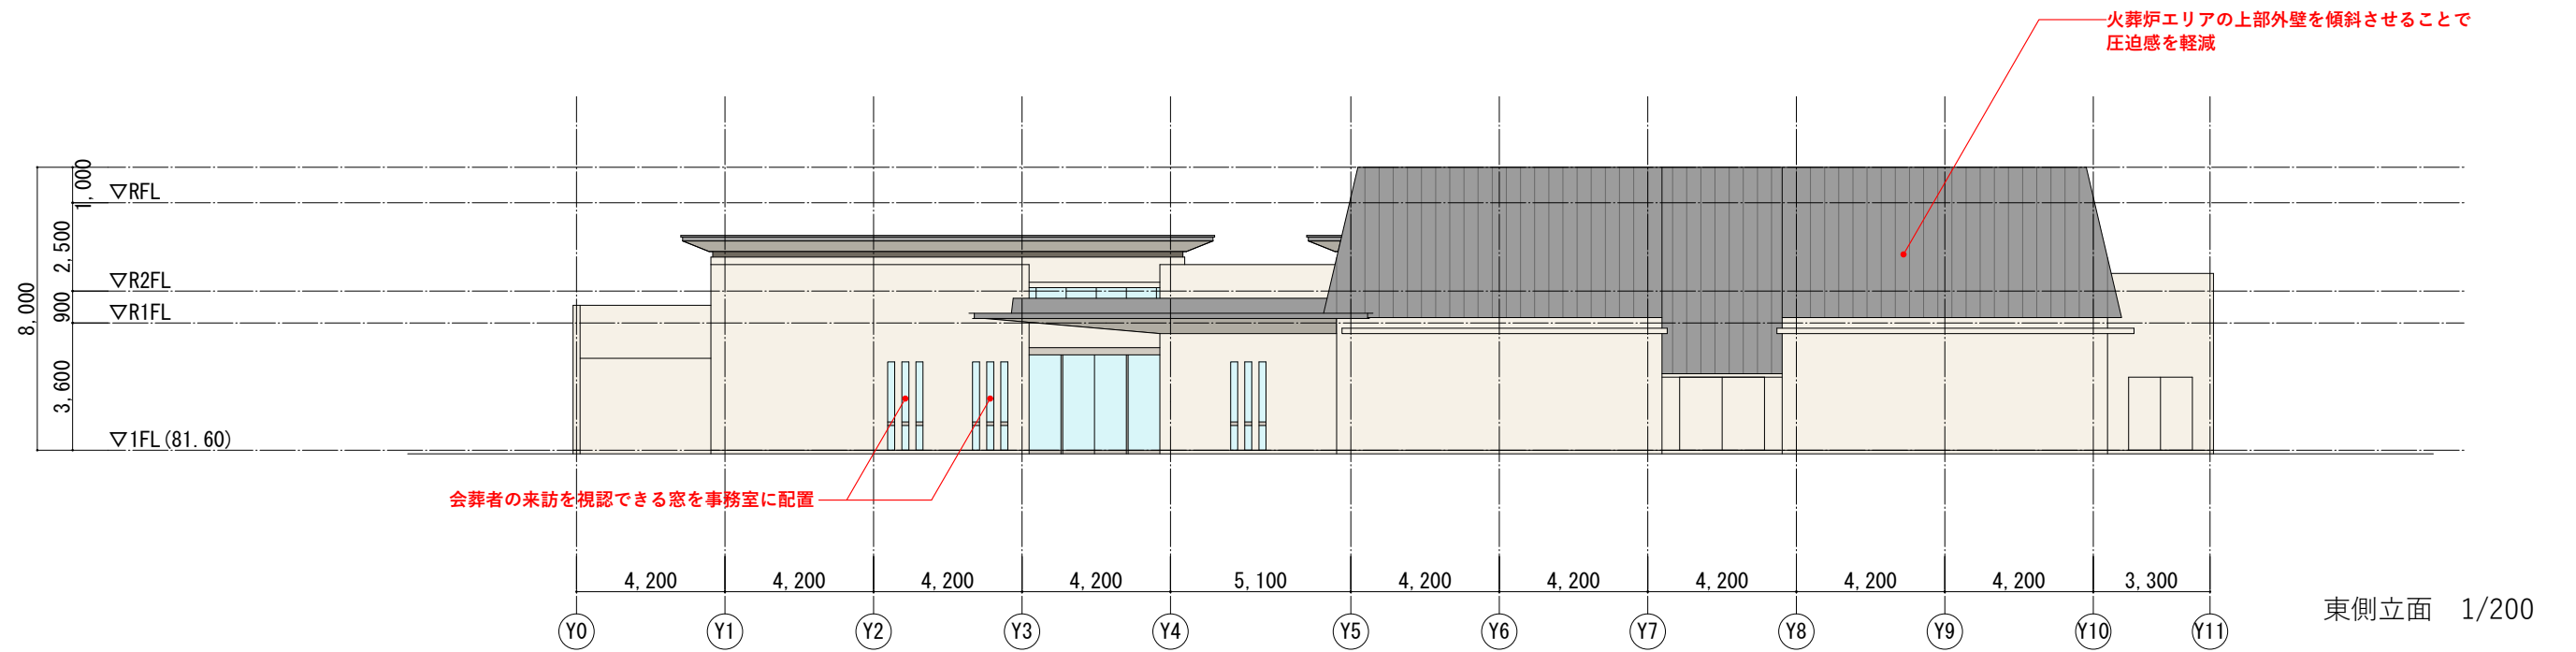 火葬炉エリアの上部外壁を傾斜させることで
圧迫感を軽減
8,000
1,000
2,500
900
3,600
▽RFL
▽R2FL
▽R1FL
▽1FL(81.60)
会葬者の来訪を視認できる窓を事務室に配置
4,200 4,200 4,200 4,200 5,100 4,200 4,200 4,200 4,200 4,200 3,300
Y0 Y1 Y2 Y3 Y4 Y5 Y6 Y7 Y8 Y9 Y10 Y11
東側立面 1/200